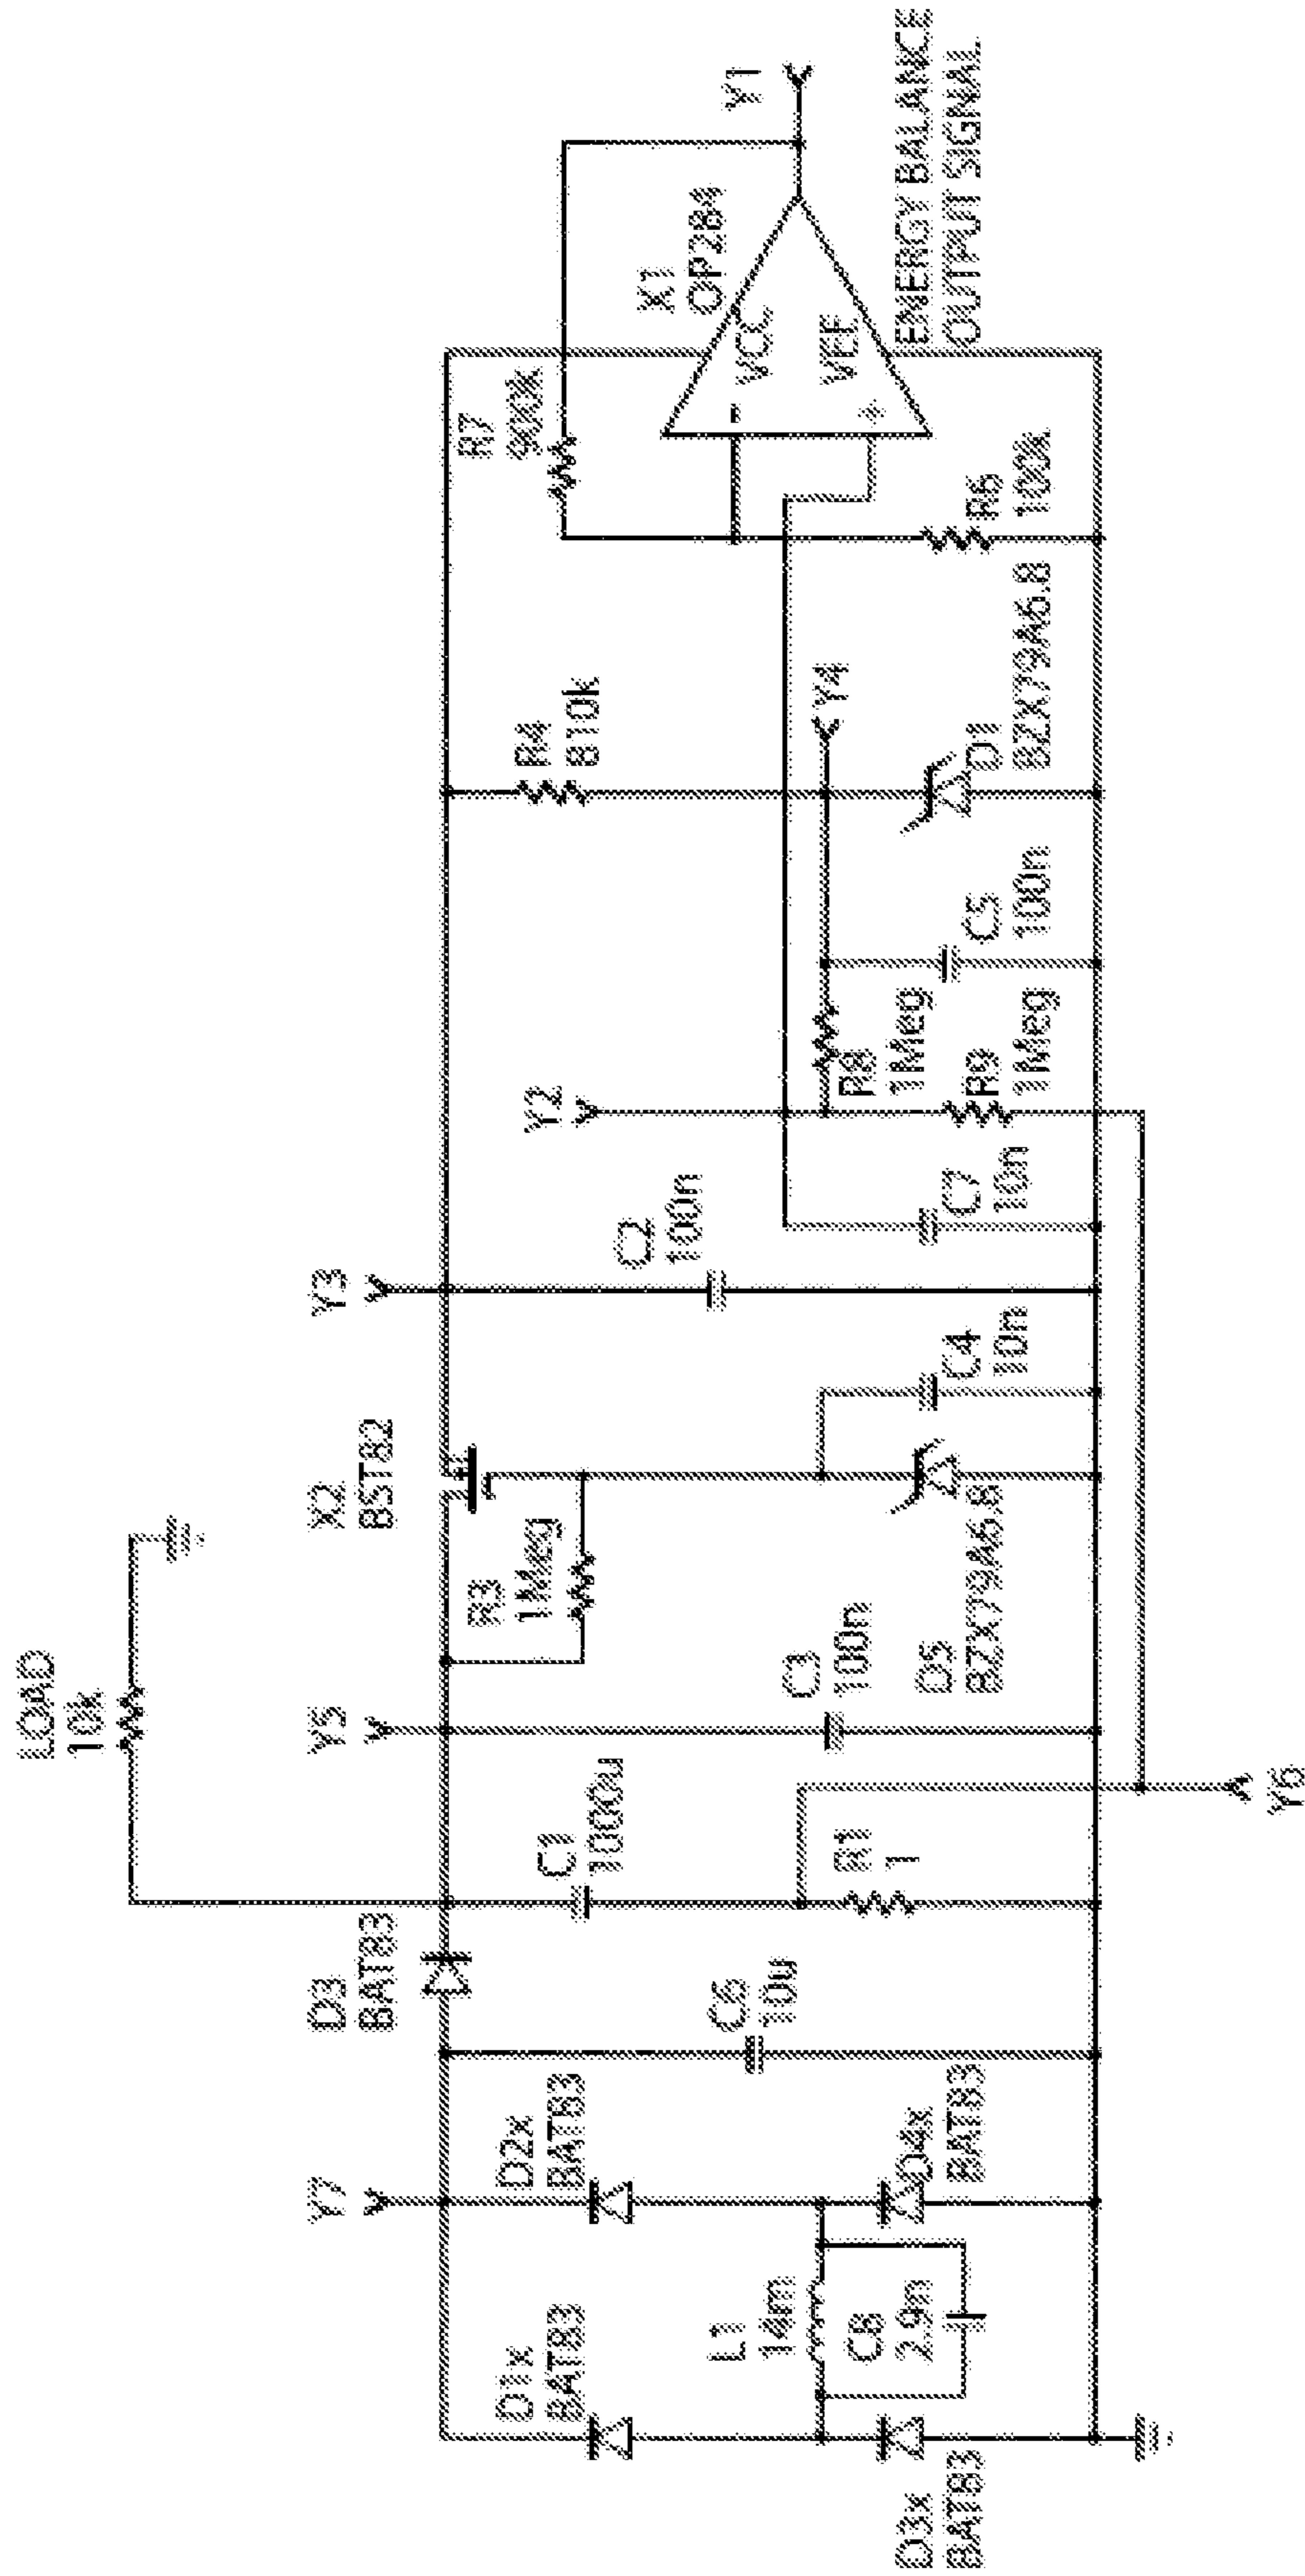 LOAD
10k
D1x
BAT83
D3x
BAT83
L1
14m
C8
2.9n
Y7
D2x
BAT83
D4x
BAT83
C6
10u
D3
BAT83
C1
1000u
R1
1
Y6
Y5
C3
100n
R3
1Meg
X2
BST82
D5
BZX79A6.8
C4
10n
Y3
C2
100n
C7
10n
Y2
R8
1Meg
R9
1Meg
C5
100n
R4
810k
Y4
D1
BZX79A6.8
R7
900k
R6
100k
X1
OP284
VCC
VEE
-
+
Y1
ENERGY BALANCE
OUTPUT SIGNAL